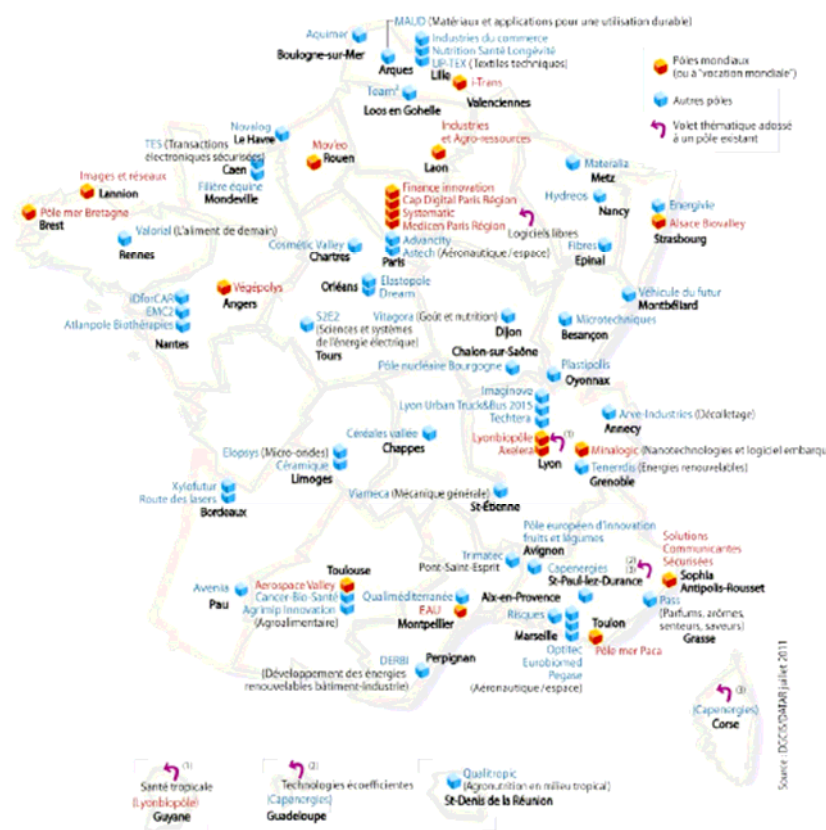 MAUD (Matériaux et applications pour une utilisation durable)
Aquimer
Boulogne-sur-Mer
Arques
Industries du commerce
Nutrition Santé Longévité
UP-TEX (Textiles techniques)
Lille
i-Trans
Valenciennes
Team²
Loos en Gohelle
Pôles mondiaux
(ou à "vocation mondiale")
Autres pôles
Volet thématique adossé
à un pôle existant
Novalog
Le Havre
TES (Transactions
électroniques sécurisées)
Caen
Filière équine
Mondeville
Mov'eo
Rouen
Industries
et Agro-ressources
Laon
Materalia
Metz
Hydreos
Nancy
Energivie
Alsace Biovalley
Strasbourg
Images et réseaux
Lannion
Pôle mer Bretagne
Brest
Valorial (L'aliment de demain)
Rennes
Finance innovation
Cap Digital Paris Région
Systematic
Medicen Paris Région
Advancity
Astech (Aéronautique/espace)
Paris
Logiciels libres
Fibres
Epinal
Cosmetic Valley
Chartres
Elastopole
Dream
Orléans
Végépolys
Angers
iDforCAR
EMC2
Atlanpole Biothérapies
Nantes
S2E2
(Sciences et systèmes
de l'énergie électrique)
Tours
Vitagora (Goût et nutrition)
Dijon
Véhicule du futur
Montbéliard
Microtechniques
Besançon
Chalon-sur-Saône
Pôle nucléaire Bourgogne
Plastipolis
Oyonnax
Imaginove
Lyon Urban Truck&Bus 2015
Techtera
Lyonbiopôle
(1)
Axelera
Lyon
Arve-Industries (Décolletage)
Annecy
Minalogic (Nanotechnologies et logiciel embarqu
Tenerrdis (Energies renouvelables)
Grenoble
Céréales vallée
Chappes
Elopsys (Micro-ondes)
Céramique
Limoges
Xylofutur
Route des lasers
Bordeaux
Viameca (Mécanique générale)
St-Étienne
Pôle européen d'innovation
fruits et légumes
Avignon
Trimatec
Pont-Saint-Esprit
Capenergies
St-Paul-lez-Durance
(2)
(3)
Solutions
Communicantes
Sécurisées
Sophia
Antipolis-Rousset
Toulouse
Aerospace Valley
Cancer-Bio-Santé
Agrimip Innovation
(Agroalimentaire)
Avenia
Pau
Qualiméditerranée
EAU
Montpellier
Aix-en-Provence
Risques
Marseille
Optitec
Eurobiomed
Pegase
(Aéronautique/espace)
Toulon
Pôle mer Paca
Pass
(Parfums, arômes,
senteurs, saveurs)
Grasse
DERBI
(Développement des énergies
renouvelables bâtiment-industrie)
Perpignan
(3)
(Capenergies)
Corse
Source : DGCIS/DATAR juillet 2011
(1)
Santé tropicale
(Lyonbiopôle)
Guyane
(2)
Technologies écoefficientes
(Capénergies)
Guadeloupe
Qualitropic
(Agronutrition en milieu tropical)
St-Denis de la Réunion